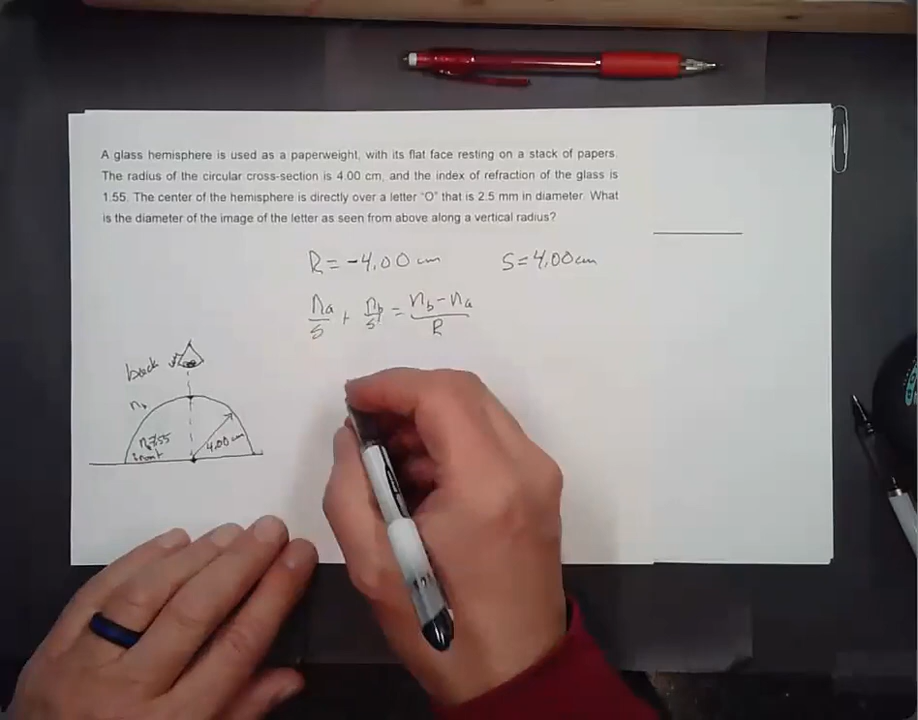 A glass hemisphere is used as a paperweight, with its flat face resting on a stack of papers.
The radius of the circular cross-section is 4.00 cm, and the index of refraction of the glass is
1.55. The center of the hemisphere is directly over a letter "O" that is 2.5 mm in diameter. What
is the diameter of the image of the letter as seen from above along a vertical radius?
R = -4.00 cm
S = 4.00 cm
na/s + nb/s' = nb - na/R
back
nb
4.00 cm
front